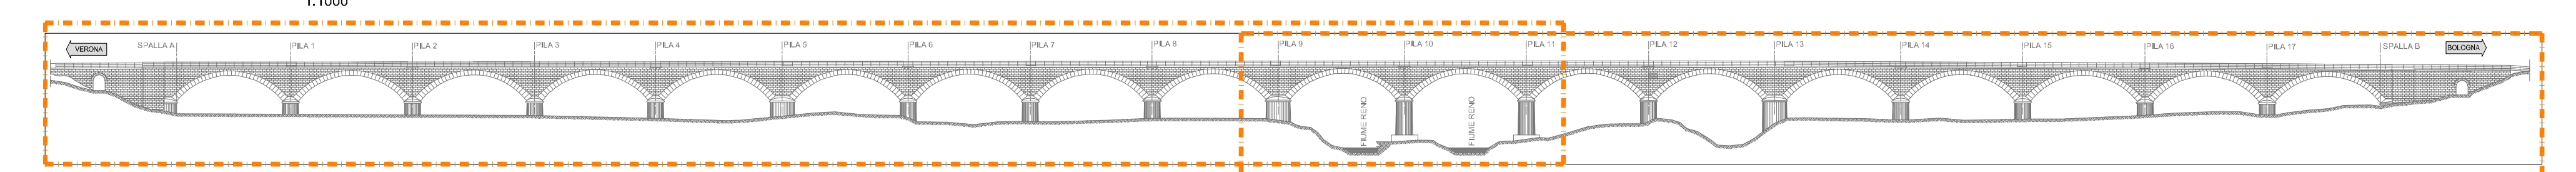 1:1000
VERONA
SPALLA A
PILA 1
PILA 2
PILA 3
PILA 4
PILA 5
PILA 6
PILA 7
PILA 8
PILA 9
PILA 10
PILA 11
PILA 12
PILA 13
PILA 14
PILA 15
PILA 16
PILA 17
SPALLA B
BOLOGNA
FIUME RENO
FIUME RENO